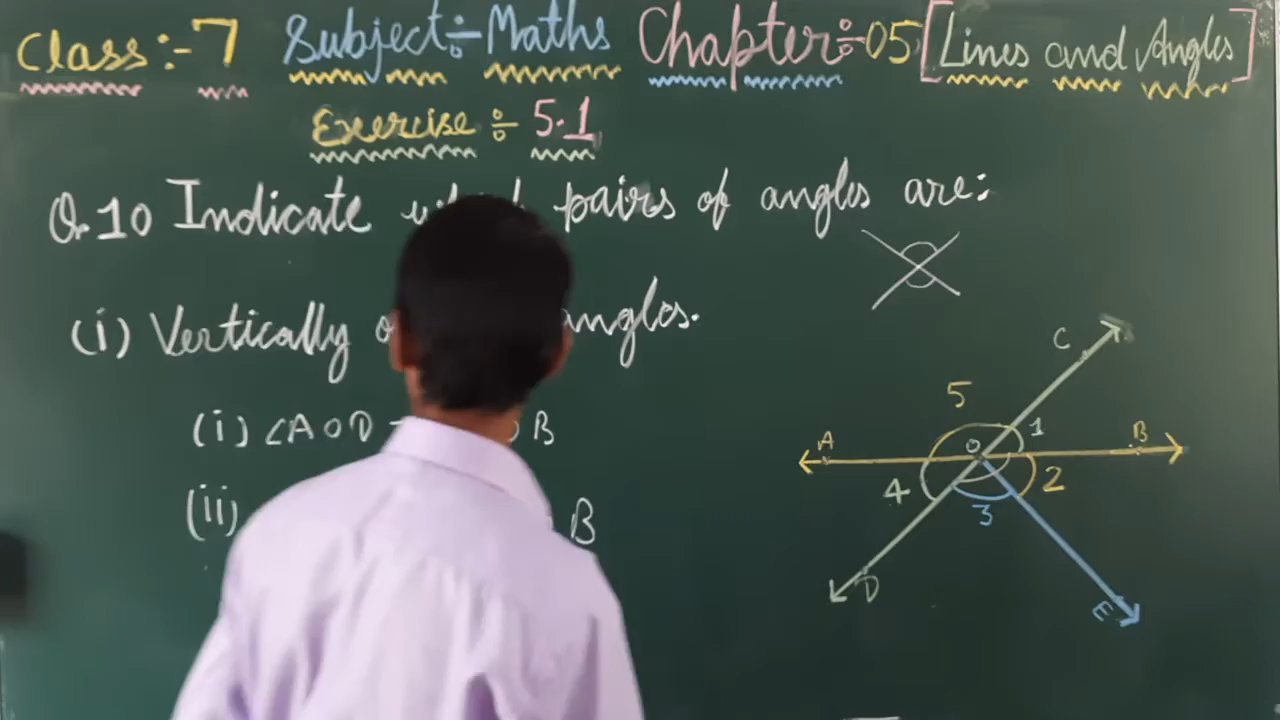 Class:-7 Subject÷Maths Chapter÷05 [Lines and Angles]
Exercise ÷ 5.1
Q.10 Indicate pairs of angles are:
(i) Vertically angles.
(i) ∠AOD B
(ii) B
C
5
A O 1 B
4 2
3
D E